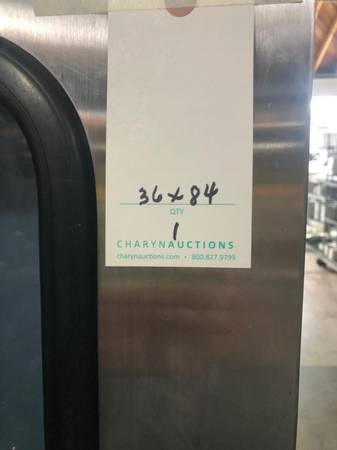 36x84
QTY
1
CHARYNAUCTIONS
charynauctions.com • 800.827.9799